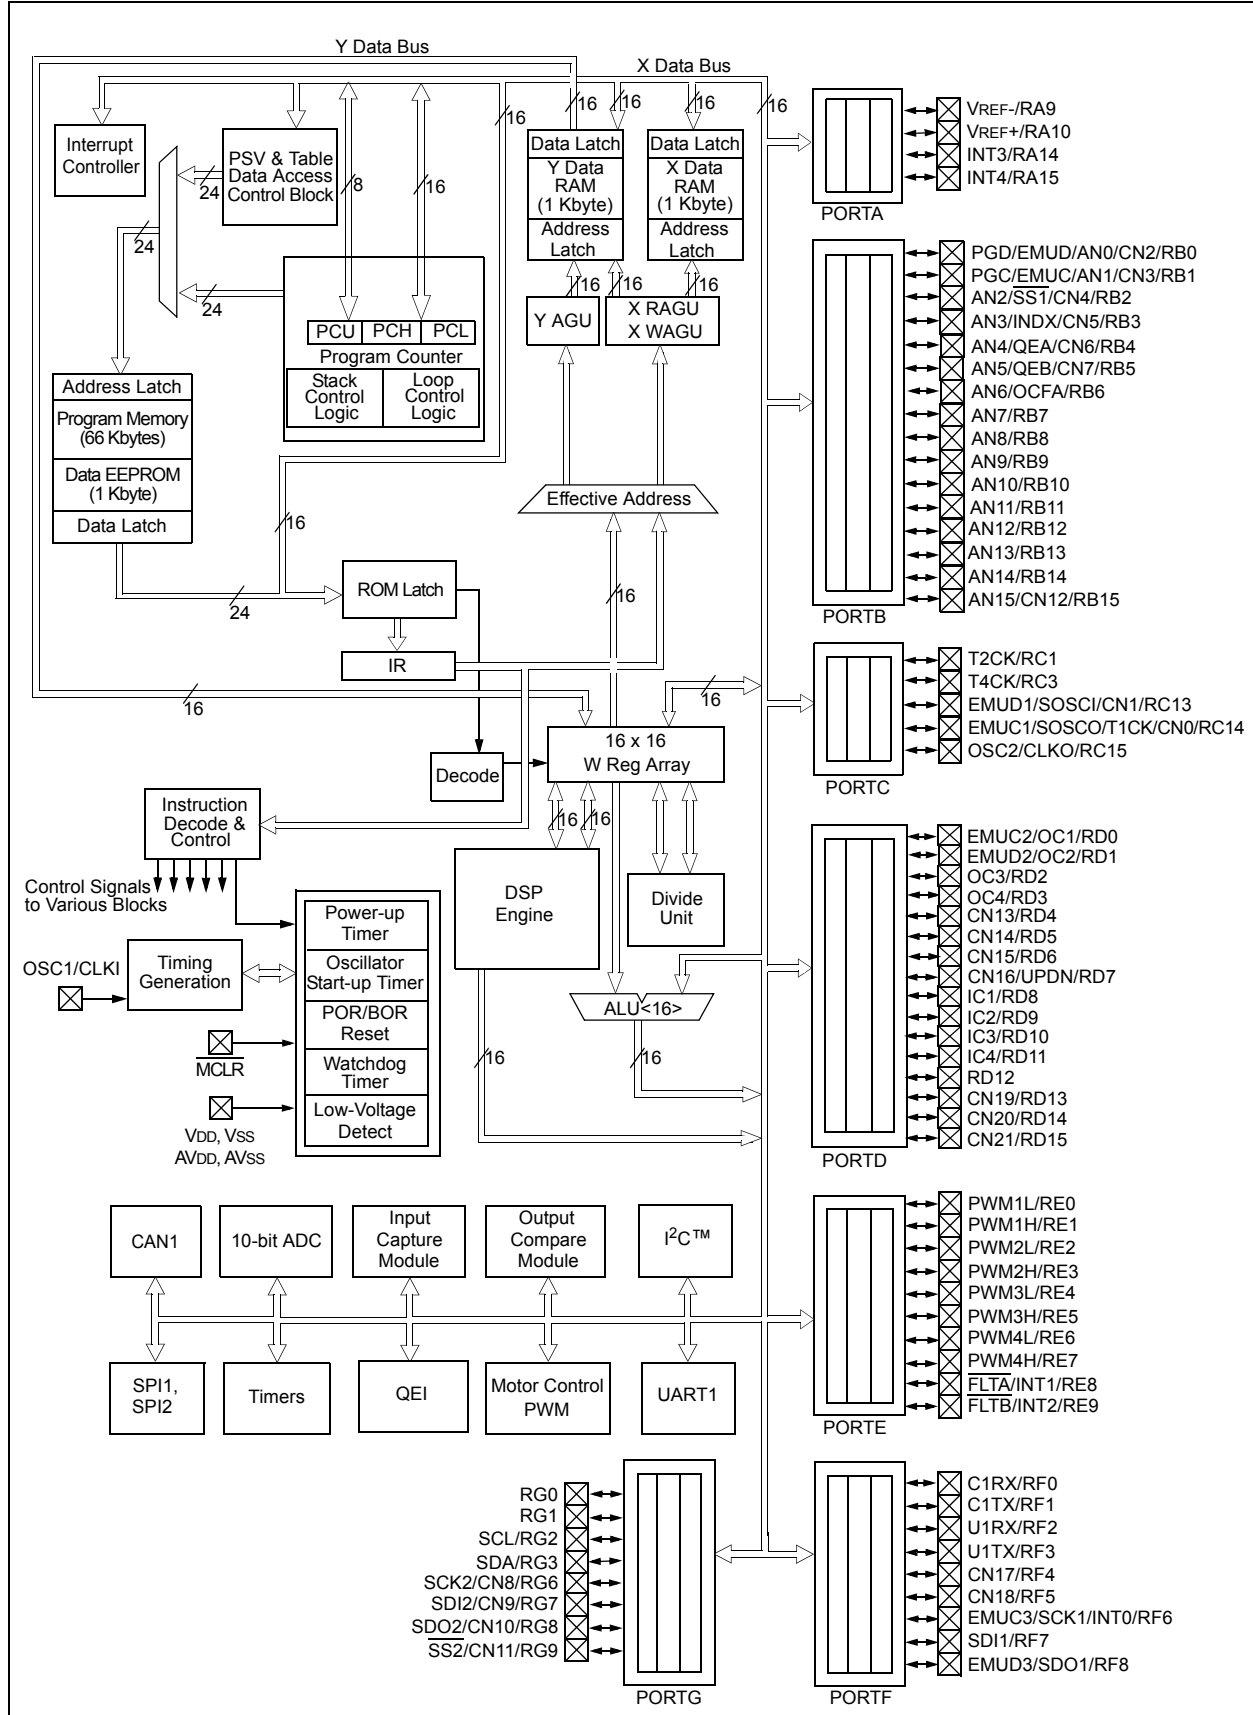 Y Data Bus
X Data Bus
16
16
16
16
16
Interrupt
Controller
PSV & Table
Data Access
Control Block
8
16
24
24
24
Data Latch
Y Data
RAM
(1 Kbyte)
Address
Latch
Data Latch
X Data
RAM
(1 Kbyte)
Address
Latch
16
16
16
Y AGU
X RAGU
X WAGU
PCU
PCH
PCL
Program Counter
Stack
Control
Logic
Loop
Control
Logic
Address Latch
Program Memory
(66 Kbytes)
Data EEPROM
(1 Kbyte)
Data Latch
Effective Address
16
24
ROM Latch
16
IR
16
16
16 x 16
W Reg Array
Decode
Instruction
Decode &
Control
16
16
Control Signals
to Various Blocks
DSP
Engine
Divide
Unit
Power-up
Timer
Oscillator
Start-up Timer
POR/BOR
Reset
Watchdog
Timer
Low-Voltage
Detect
OSC1/CLKI
Timing
Generation
MCLR
VDD, VSS
AVDD, AVSS
ALU<16>
16
16
CAN1
10-bit ADC
Input
Capture
Module
Output
Compare
Module
I2C™
SPI1,
SPI2
Timers
QEI
Motor Control
PWM
UART1
VREF-/RA9
VREF+/RA10
INT3/RA14
INT4/RA15
PORTA
PGD/EMUD/AN0/CN2/RB0
PGC/EMUC/AN1/CN3/RB1
AN2/SS1/CN4/RB2
AN3/INDX/CN5/RB3
AN4/QEA/CN6/RB4
AN5/QEB/CN7/RB5
AN6/OCFA/RB6
AN7/RB7
AN8/RB8
AN9/RB9
AN10/RB10
AN11/RB11
AN12/RB12
AN13/RB13
AN14/RB14
AN15/CN12/RB15
PORTB
T2CK/RC1
T4CK/RC3
EMUD1/SOSCI/CN1/RC13
EMUC1/SOSCO/T1CK/CN0/RC14
OSC2/CLKO/RC15
PORTC
EMUC2/OC1/RD0
EMUD2/OC2/RD1
OC3/RD2
OC4/RD3
CN13/RD4
CN14/RD5
CN15/RD6
CN16/UPDN/RD7
IC1/RD8
IC2/RD9
IC3/RD10
IC4/RD11
RD12
CN19/RD13
CN20/RD14
CN21/RD15
PORTD
PWM1L/RE0
PWM1H/RE1
PWM2L/RE2
PWM2H/RE3
PWM3L/RE4
PWM3H/RE5
PWM4L/RE6
PWM4H/RE7
FLTA/INT1/RE8
FLTB/INT2/RE9
PORTE
RG0
RG1
SCL/RG2
SDA/RG3
SCK2/CN8/RG6
SDI2/CN9/RG7
SDO2/CN10/RG8
SS2/CN11/RG9
PORTG
C1RX/RF0
C1TX/RF1
U1RX/RF2
U1TX/RF3
CN17/RF4
CN18/RF5
EMUC3/SCK1/INT0/RF6
SDI1/RF7
EMUD3/SDO1/RF8
PORTF